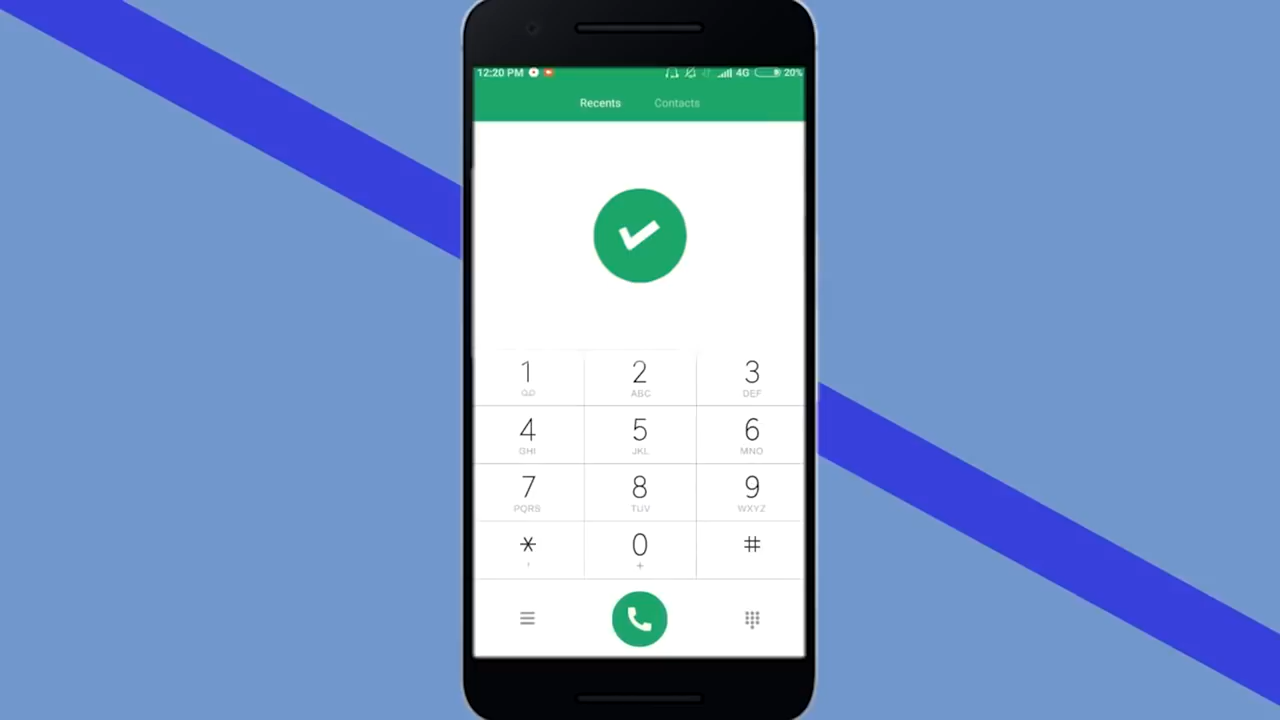 12:20 PM 4G 20%
Recents Contacts
1 2 3
ABC DEF
4 5 6
GHI JKL MNO
7 8 9
PQRS TUV WXYZ
* 0 #
+